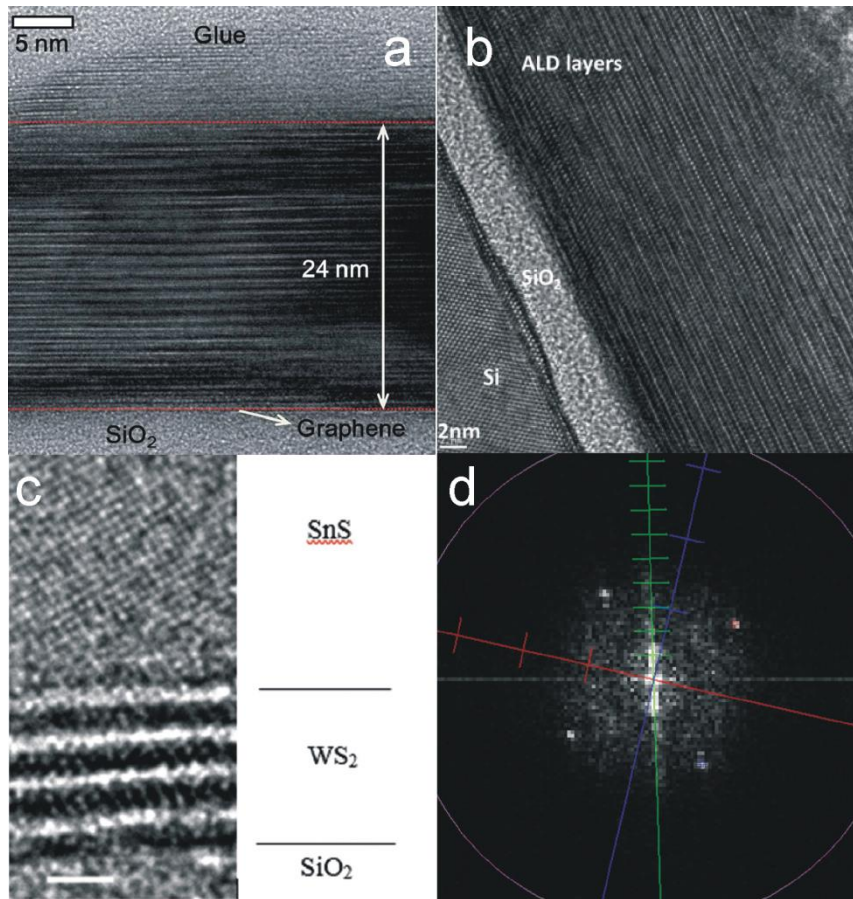 5 nm
Glue
a
24 nm
SiO₂
Graphene
b
ALD layers
SiO₂
Si
2nm
c
SnS
WS₂
SiO₂
d